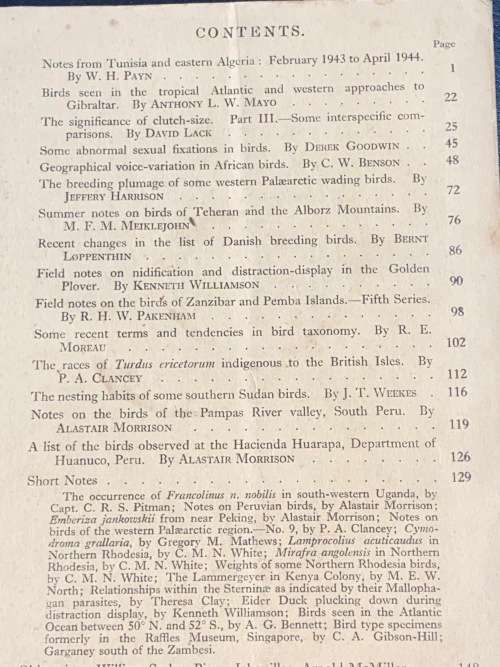 CONTENTS.
Page
Notes from Tunisia and eastern Algeria : February 1943 to April 1944.
By W. H. PAYN . . . . . . . . . . . . 1
Birds seen in the tropical Atlantic and western approaches to
Gibraltar. By ANTHONY L. W. MAYO . . . . . . . 22
The significance of clutch-size. Part III.—Some interspecific com-
parisons. By DAVID LACK . . . . . . . . . . 25
Some abnormal sexual fixations in birds. By DEREK GOODWIN . . 45
Geographical voice-variation in African birds. By C. W. BENSON . . 48
The breeding plumage of some western Palæarctic wading birds. By
JEFFERY HARRISON . . . . . . . . . . . 72
Summer notes on birds of Teheran and the Alborz Mountains. By
M. F. M. MEIKLEJOHN . . . . . . . . . . 76
Recent changes in the list of Danish breeding birds. By BERNT
LØPPENTHIN . . . . . . . . . . . . 86
Field notes on nidification and distraction-display in the Golden
Plover. By KENNETH WILLIAMSON . . . . . . . 90
Field notes on the birds of Zanzibar and Pemba Islands.—Fifth Series.
By R. H. W. PAKENHAM . . . . . . . . . . 98
Some recent terms and tendencies in bird taxonomy. By R. E.
MOREAU . . . . . . . . . . . . . 102
The races of Turdus ericetorum indigenous to the British Isles. By
P. A. CLANCEY . . . . . . . . . . . . 112
The nesting habits of some southern Sudan birds. By J. T. WEEKES . 116
Notes on the birds of the Pampas River valley, South Peru. By
ALASTAIR MORRISON . . . . . . . . . . . 119
A list of the birds observed at the Hacienda Huarapa, Department of
Huanuco, Peru. By ALASTAIR MORRISON . . . . . . 126
Short Notes . . . . . . . . . . . . . 129
The occurrence of Francolinus n. nobilis in south-western Uganda, by
Capt. C. R. S. Pitman; Notes on Peruvian birds, by Alastair Morrison;
Emberiza jankowskii from near Peking, by Alastair Morrison; Notes on
birds of the western Palæarctic region—No. 9, by P. A. Clancey; Cymo-
droma grallaria, by Gregory M. Mathews; Lamprocolius acuticaudus in
Northern Rhodesia, by C. M. N. White; Mirafra angolensis in Northern
Rhodesia, by C. M. N. White; Weights of some Northern Rhodesia birds,
by C. M. N. White; The Lammergeyer in Kenya Colony, by M. E. W.
North; Relationships within the Sterninæ as indicated by their Mallopha-
gan parasites, by Theresa Clay; Eider Duck plucking down during
distraction display, by Kenneth Williamson; Birds seen in the Atlantic
Ocean between 50° N. and 52° S., by A. G. Bennett; Bird type specimens
formerly in the Raffles Museum, Singapore, by C. A. Gibson-Hill;
Garganey south of the Zambesi.